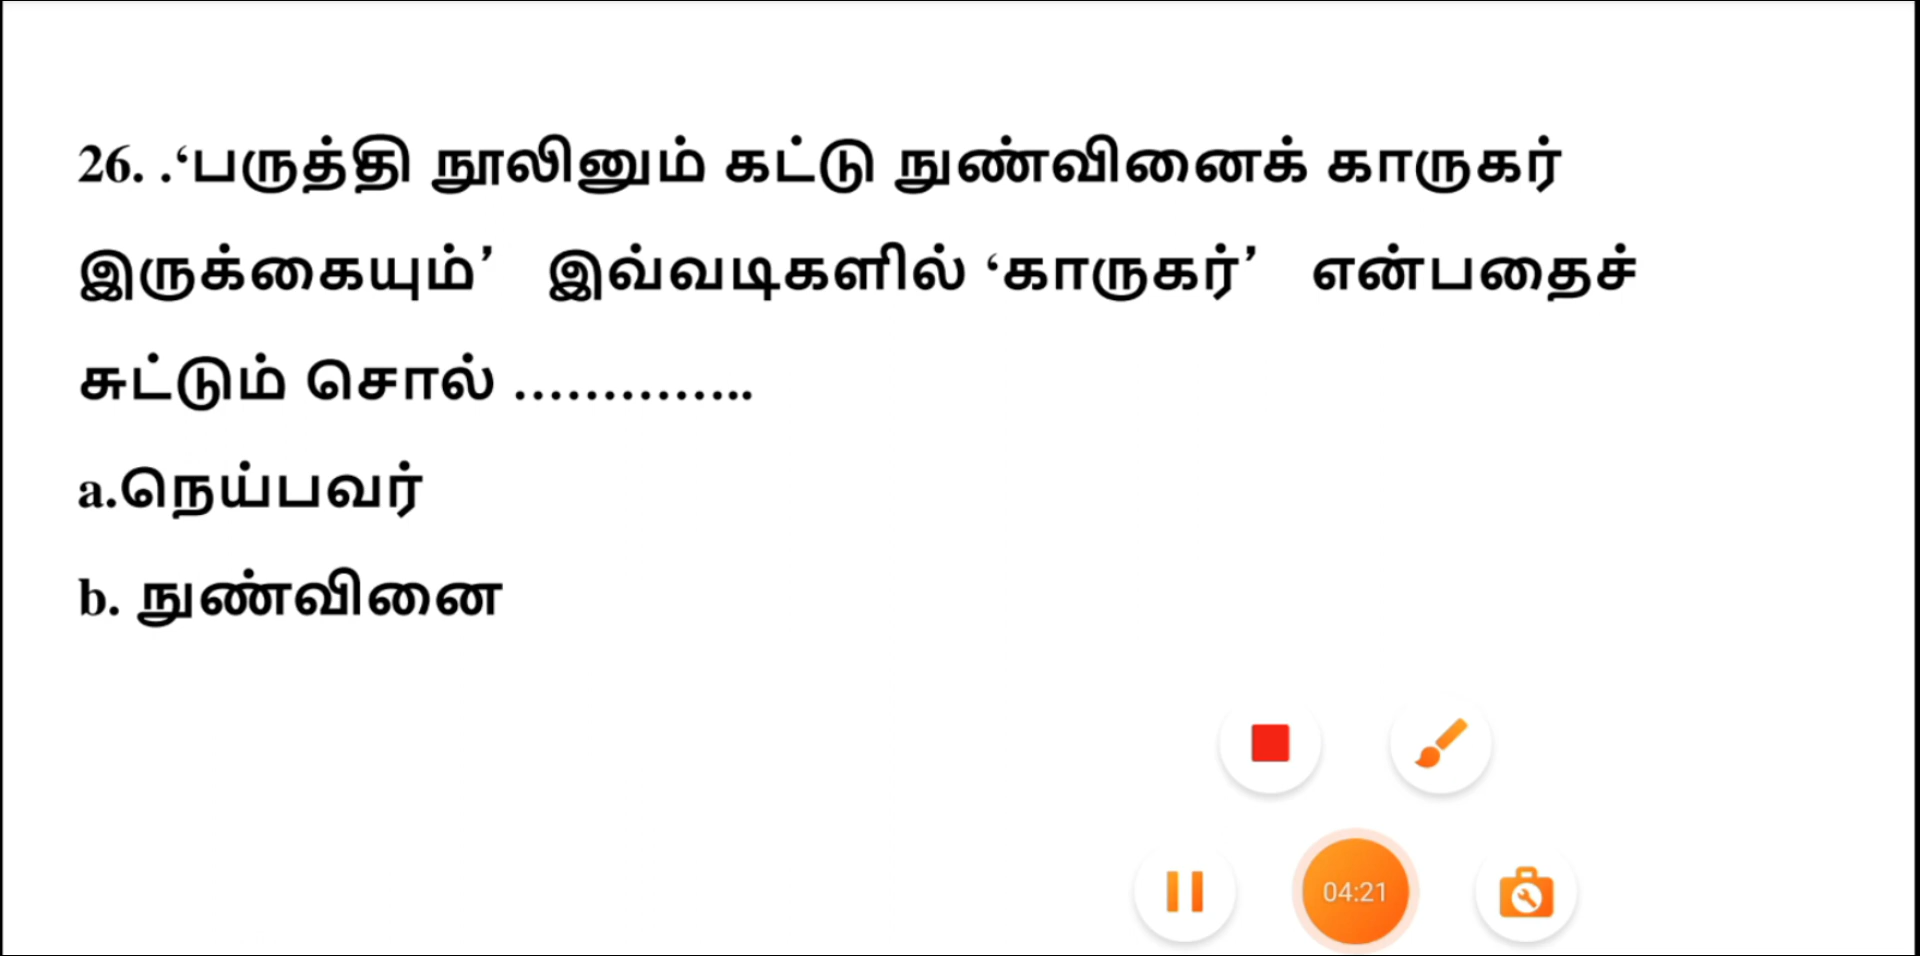 26. .‘பருத்தி நூலினும் கட்டு நுண்வினைக் காருகர்
இருக்கையும்’ இவ்வடிகளில் ‘காருகர்’ என்பதைச்
சுட்டும் சொல் ..............
a.நெய்பவர்
b. நுண்வினை
04:21